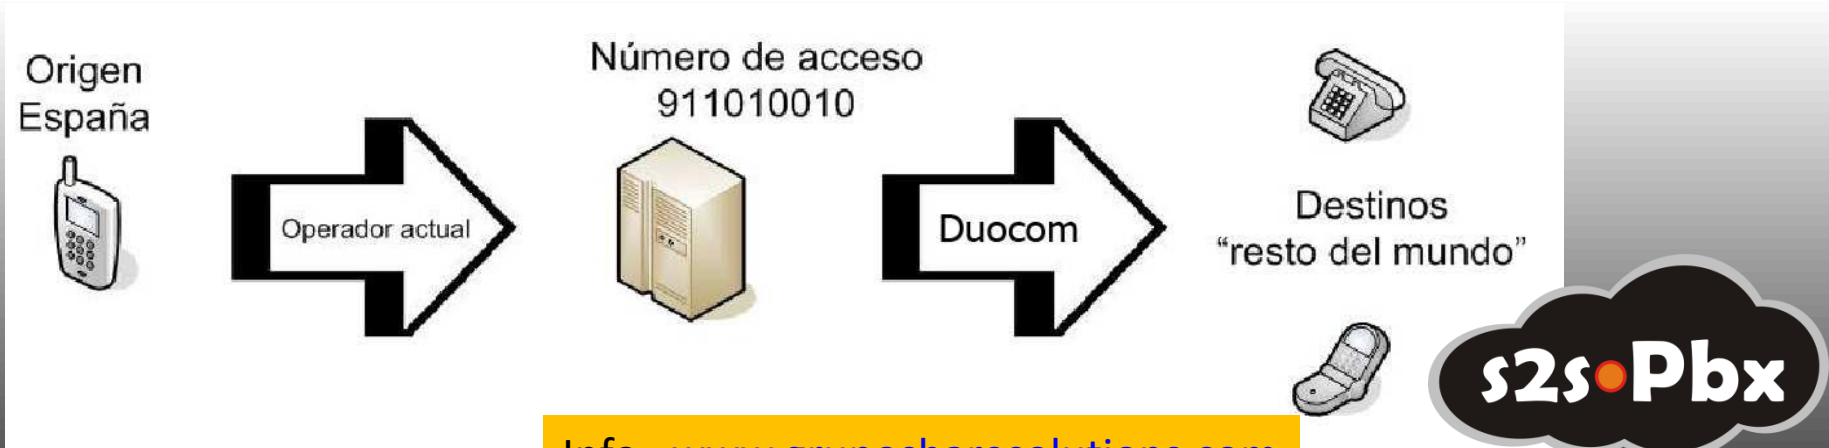 Origen
España
Operador actual
Número de acceso
911010010
Duocom
Destinos
“resto del mundo”
s2s Pbx